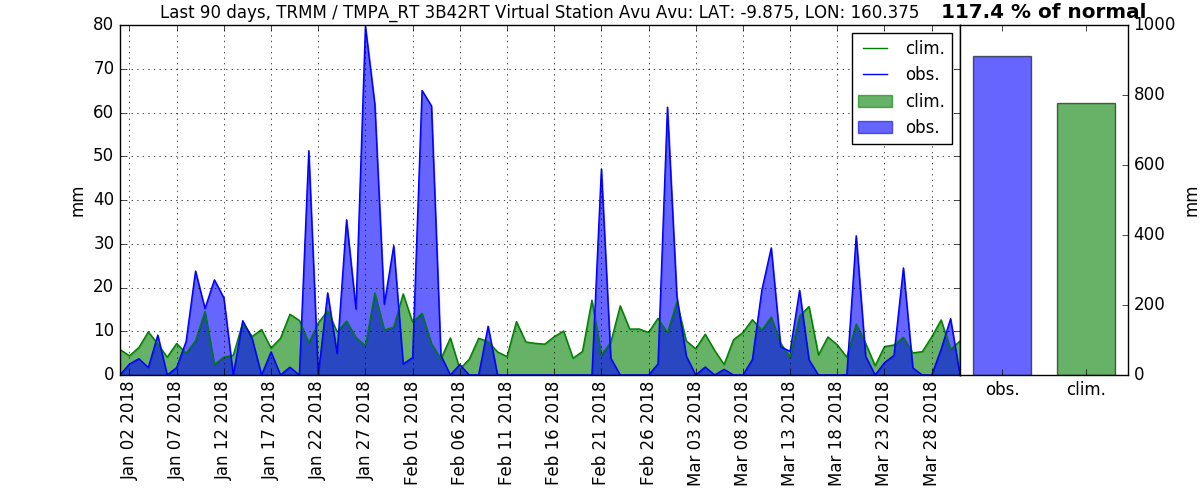 Last 90 days, TRMM / TMPA_RT 3B42RT Virtual Station Avu Avu: LAT: -9.875, LON: 160.375
117.4 % of normal
80
70
60
50
40
30
20
10
0
mm
clim.
obs.
clim.
obs.
1000
800
600
400
200
0
mm
obs.
clim.
Jan 02 2018
Jan 07 2018
Jan 12 2018
Jan 17 2018
Jan 22 2018
Jan 27 2018
Feb 01 2018
Feb 06 2018
Feb 11 2018
Feb 16 2018
Feb 21 2018
Feb 26 2018
Mar 03 2018
Mar 08 2018
Mar 13 2018
Mar 18 2018
Mar 23 2018
Mar 28 2018